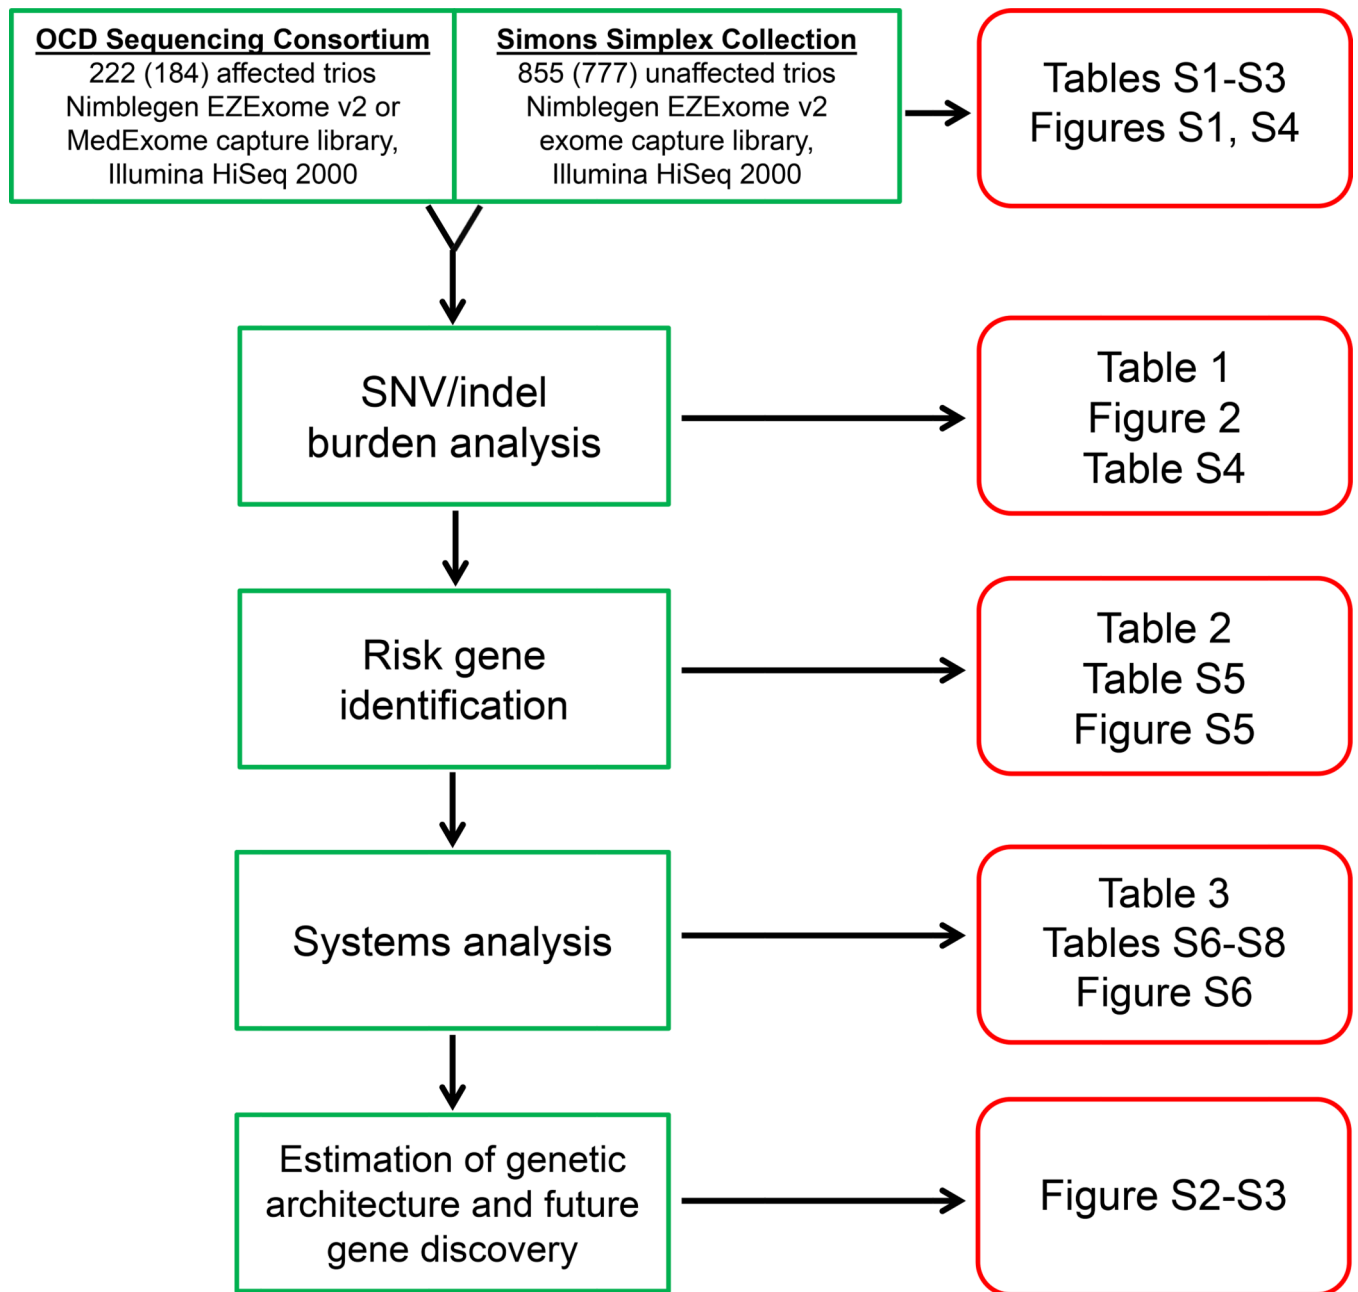 OCD Sequencing Consortium
222 (184) affected trios
Nimblegen EZExome v2 or
MedExome capture library,
Illumina HiSeq 2000
Simons Simplex Collection
855 (777) unaffected trios
Nimblegen EZExome v2
exome capture library,
Illumina HiSeq 2000
Tables S1-S3
Figures S1, S4
SNV/indel
burden analysis
Table 1
Figure 2
Table S4
Risk gene
identification
Table 2
Table S5
Figure S5
Systems analysis
Table 3
Tables S6-S8
Figure S6
Estimation of genetic
architecture and future
gene discovery
Figure S2-S3